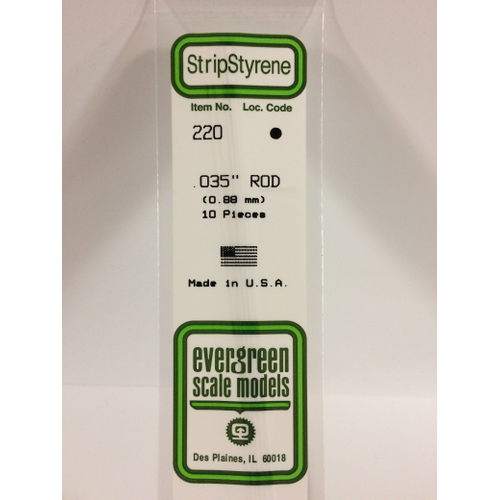 StripStyrene
Item No. Loc. Code
220
.035" ROD
(0.88 mm)
10 Pieces
Made in U.S.A.
evergreen
scale models
Des Plaines, IL 60018